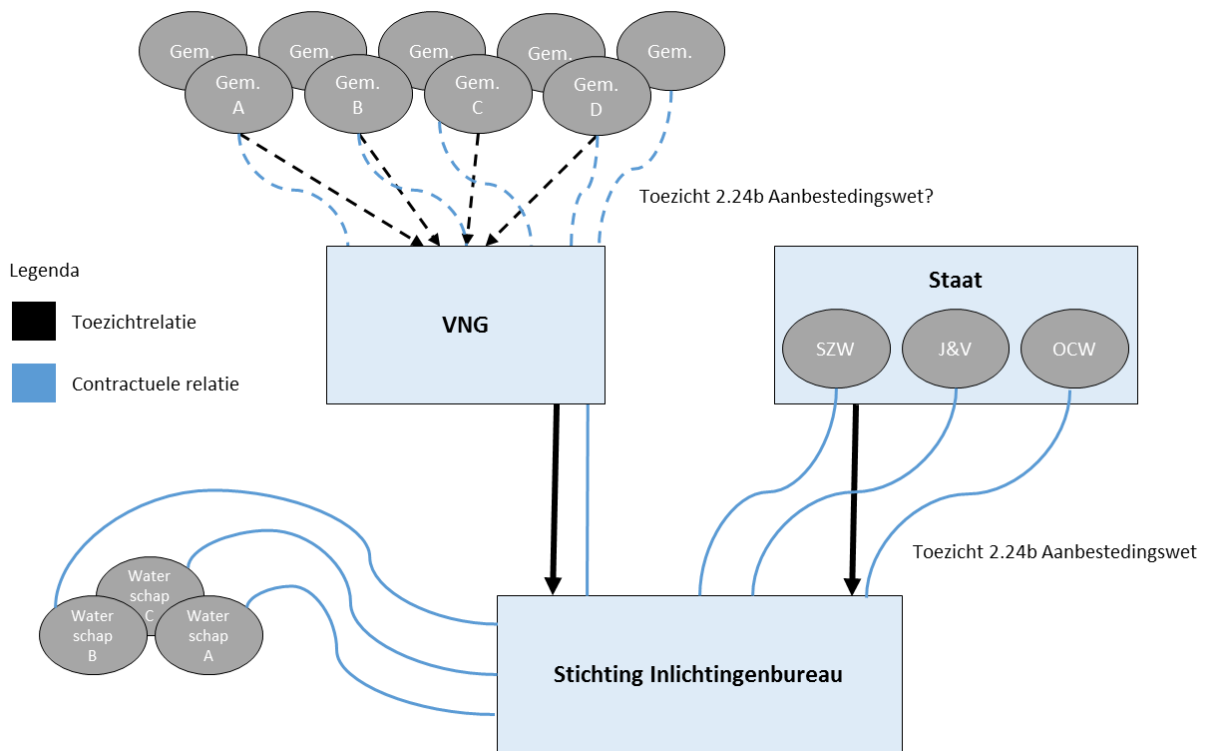 Gem.
Gem.
Gem.
Gem.
Gem.
Gem.
A
Gem.
B
Gem.
C
Gem.
D
Toezicht 2.24b Aanbestedingswet?
Legenda
Toezichtrelatie
Contractuele relatie
VNG
Staat
SZW
J&V
OCW
Toezicht 2.24b Aanbestedingswet
Water
schap
C
Water
schap
B
Water
schap
A
Stichting Inlichtingenbureau